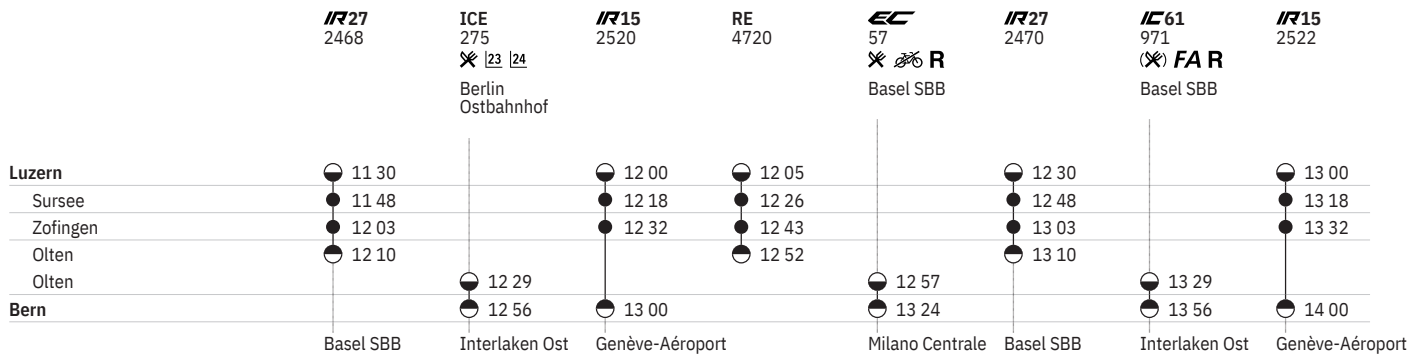 IR27 ICE IR15 RE EC IR27 IC61 IR15
2468 275 2520 4720 57 2470 971 2522
23 24 R FA R
Berlin Basel SBB Basel SBB
Ostbahnhof
Luzern 11 30 12 00 12 05 12 30 13 00
Sursee 11 48 12 18 12 26 12 48 13 18
Zofingen 12 03 12 32 12 43 13 03 13 32
Olten 12 10 12 52 13 10
Olten 12 29 12 57 13 29
Bern 12 56 13 00 13 24 13 56 14 00
Basel SBB Interlaken Ost Genève-Aéroport Milano Centrale Basel SBB Interlaken Ost Genève-Aéroport